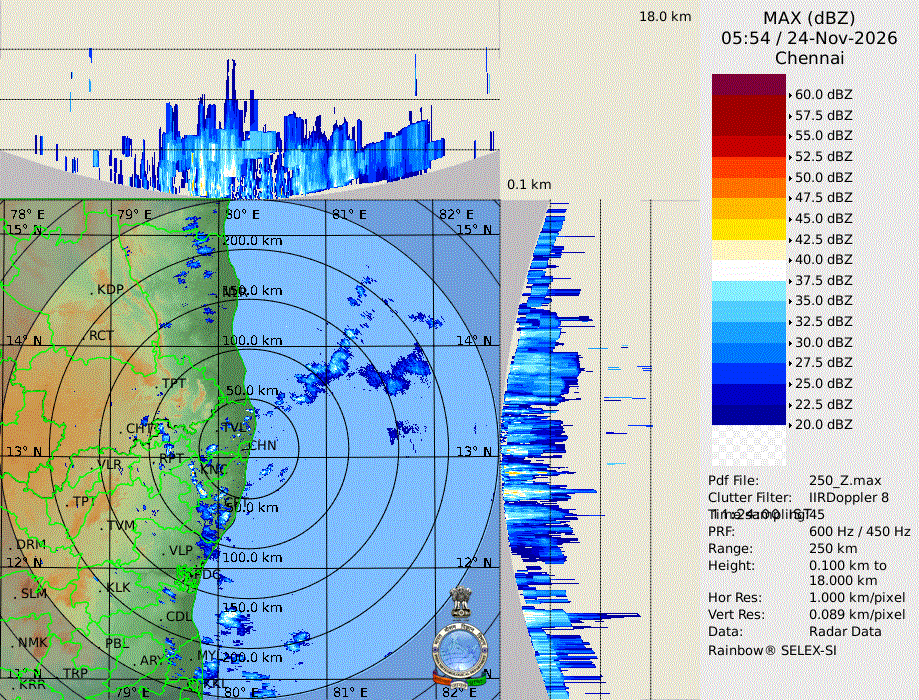 18.0 km
MAX (dBZ)
05:54 / 24-Nov-2026
Chennai
60.0 dBZ
57.5 dBZ
55.0 dBZ
52.5 dBZ
50.0 dBZ
47.5 dBZ
45.0 dBZ
42.5 dBZ
40.0 dBZ
37.5 dBZ
35.0 dBZ
32.5 dBZ
30.0 dBZ
27.5 dBZ
25.0 dBZ
22.5 dBZ
20.0 dBZ
0.1 km
78° E 79° E 80° E 81° E 82° E
15° N 15° N
200.0 km
KDP
150.0 km
RCT
14° N 100.0 km 14° N
TPT
50.0 km
CHT TVL
CHN
13° N RPT 13° N
VLR KNC
TPT
50.0 km
TVM
DRM VLP 100.0 km
12° N 12° N
PDC
SLM KLK
150.0 km
CDL
NMK PBL
ARY MYL 200.0 km
TRP
11° N 11° N
KRR KKL
79° E 80° E 81° E 82° E
Pdf File: 250_Z.max
Clutter Filter: IIRDoppler 8
Time sampling: 45
PRF: 600 Hz / 450 Hz
Range: 250 km
Height: 0.100 km to
18.000 km
Hor Res: 1.000 km/pixel
Vert Res: 0.089 km/pixel
Data: Radar Data
Rainbow® SELEX-SI